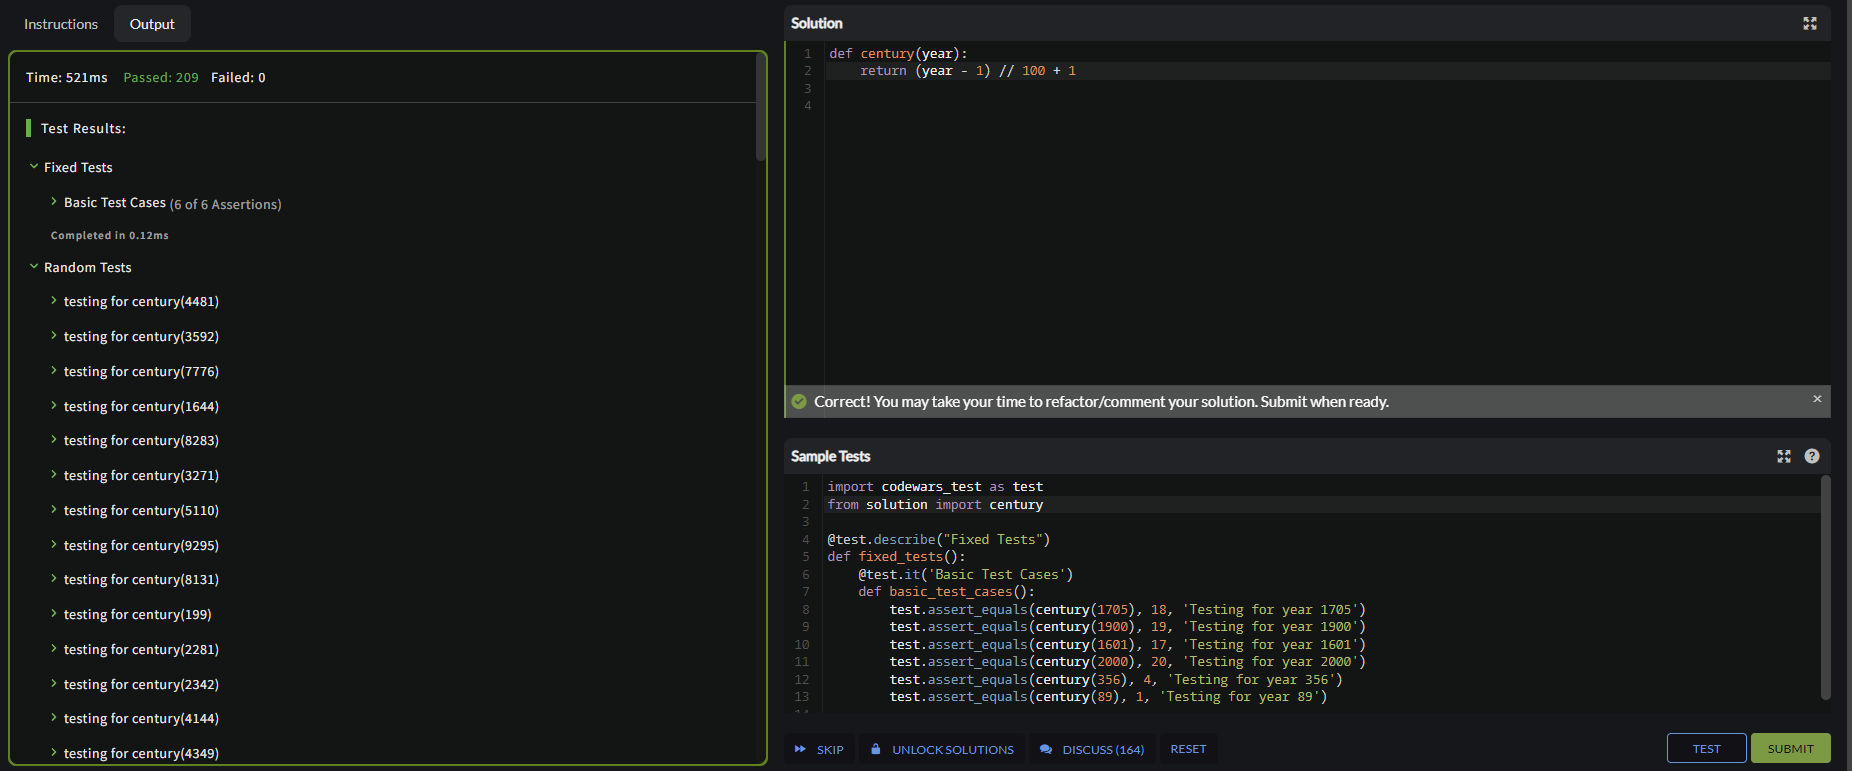 Instructions
Output
Time: 521ms Passed: 209 Failed: 0
Test Results:
Fixed Tests
Basic Test Cases (6 of 6 Assertions)
Completed in 0.12ms
Random Tests
testing for century(4481)
testing for century(3592)
testing for century(7776)
testing for century(1644)
testing for century(8283)
testing for century(3271)
testing for century(5110)
testing for century(9295)
testing for century(8131)
testing for century(199)
testing for century(2281)
testing for century(2342)
testing for century(4144)
testing for century(4349)
Solution
1 def century(year):
2     return (year - 1) // 100 + 1
3
4
Correct! You may take your time to refactor/comment your solution. Submit when ready.
Sample Tests
1 import codewars_test as test
2 from solution import century
3
4 @test.describe("Fixed Tests")
5 def fixed_tests():
6     @test.it('Basic Test Cases')
7     def basic_test_cases():
8         test.assert_equals(century(1705), 18, 'Testing for year 1705')
9         test.assert_equals(century(1900), 19, 'Testing for year 1900')
10         test.assert_equals(century(1601), 17, 'Testing for year 1601')
11         test.assert_equals(century(2000), 20, 'Testing for year 2000')
12         test.assert_equals(century(356), 4, 'Testing for year 356')
13         test.assert_equals(century(89), 1, 'Testing for year 89')
SKIP
UNLOCK SOLUTIONS
DISCUSS (164)
RESET
TEST
SUBMIT